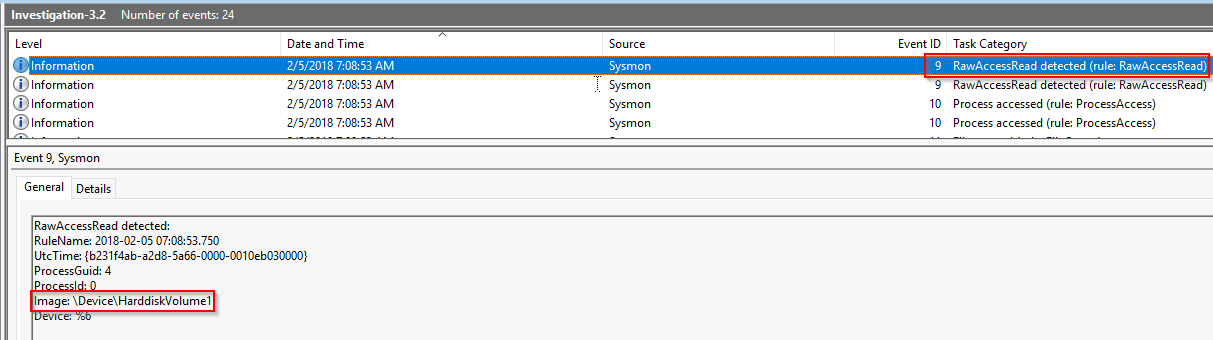 Investigation-3.2 Number of events: 24
Level Date and Time Source Event ID Task Category
Information 2/5/2018 7:08:53 AM Sysmon 9 RawAccessRead detected (rule: RawAccessRead)
Information 2/5/2018 7:08:53 AM Sysmon 9 RawAccessRead detected (rule: RawAccessRead)
Information 2/5/2018 7:08:53 AM Sysmon 10 Process accessed (rule: ProcessAccess)
Information 2/5/2018 7:08:53 AM Sysmon 10 Process accessed (rule: ProcessAccess)
Event 9, Sysmon
General Details
RawAccessRead detected:
RuleName: 2018-02-05 07:08:53.750
UtcTime: {b231f4ab-a2d8-5a66-0000-0010eb030000}
ProcessGuid: 4
ProcessId: 0
Image: \Device\HarddiskVolume1
Device: %6